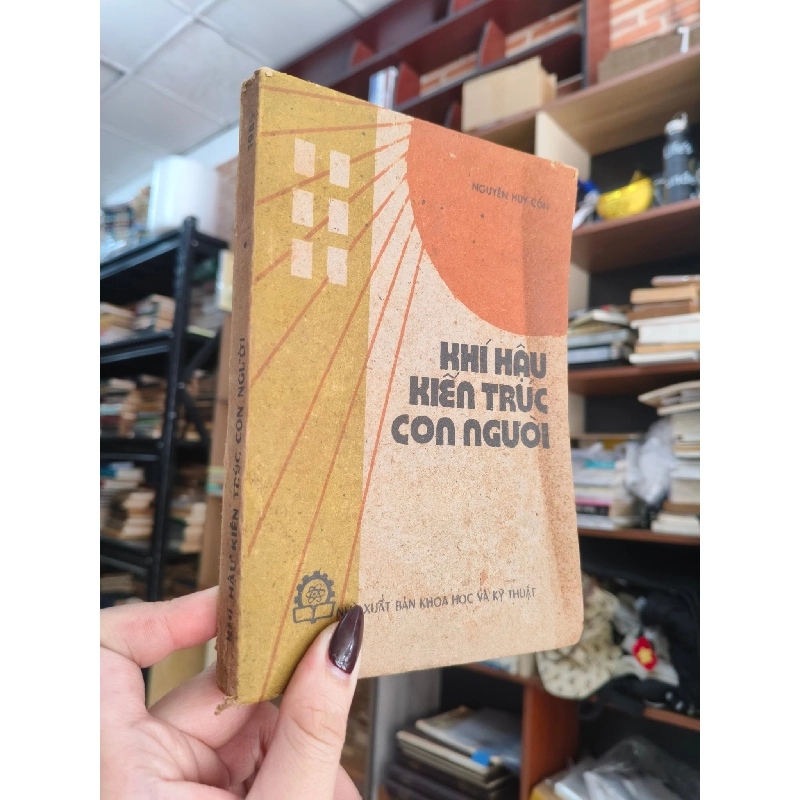 NGUYỄN HUY CÔN
KHÍ HẬU
KIẾN TRÚC
CON NGƯỜI
XUẤT BẢN KHOA HỌC VÀ KỸ THUẬT
KHÍ HẬU KIẾN TRÚC CON NGƯỜI